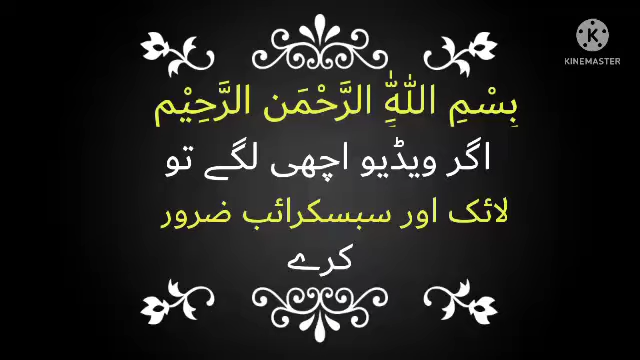 KINEMASTER
بِسْمِ اللّٰهِ الرَّحْمَن الرَّحِيْم
اگر ویڈیو اچھی لگے تو
لائک اور سبسکرائب ضرور
کرے